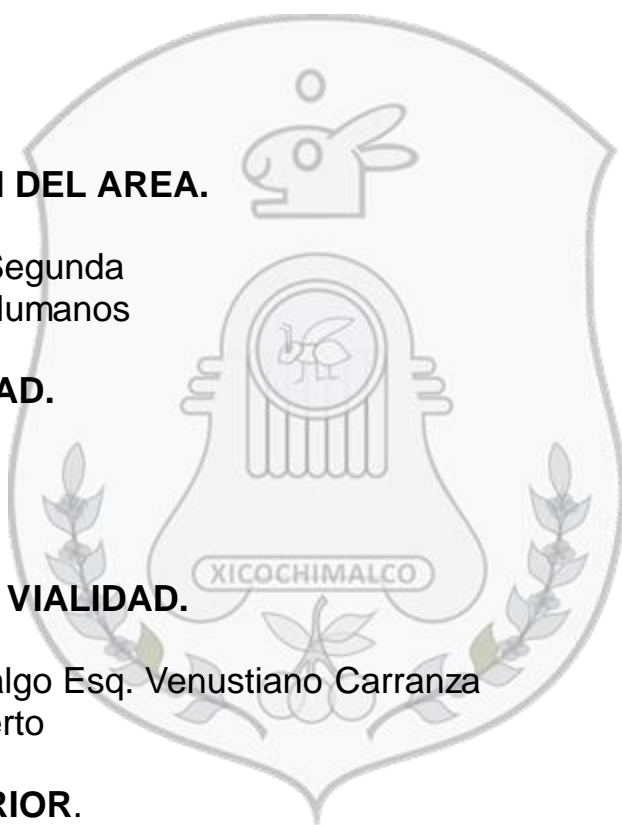 DEL AREA.
Segunda
Humanos
AD.
XICOCHIMALCO
VIALIDAD.
algo Esq. Venustiano Carranza
erto
RIOR.